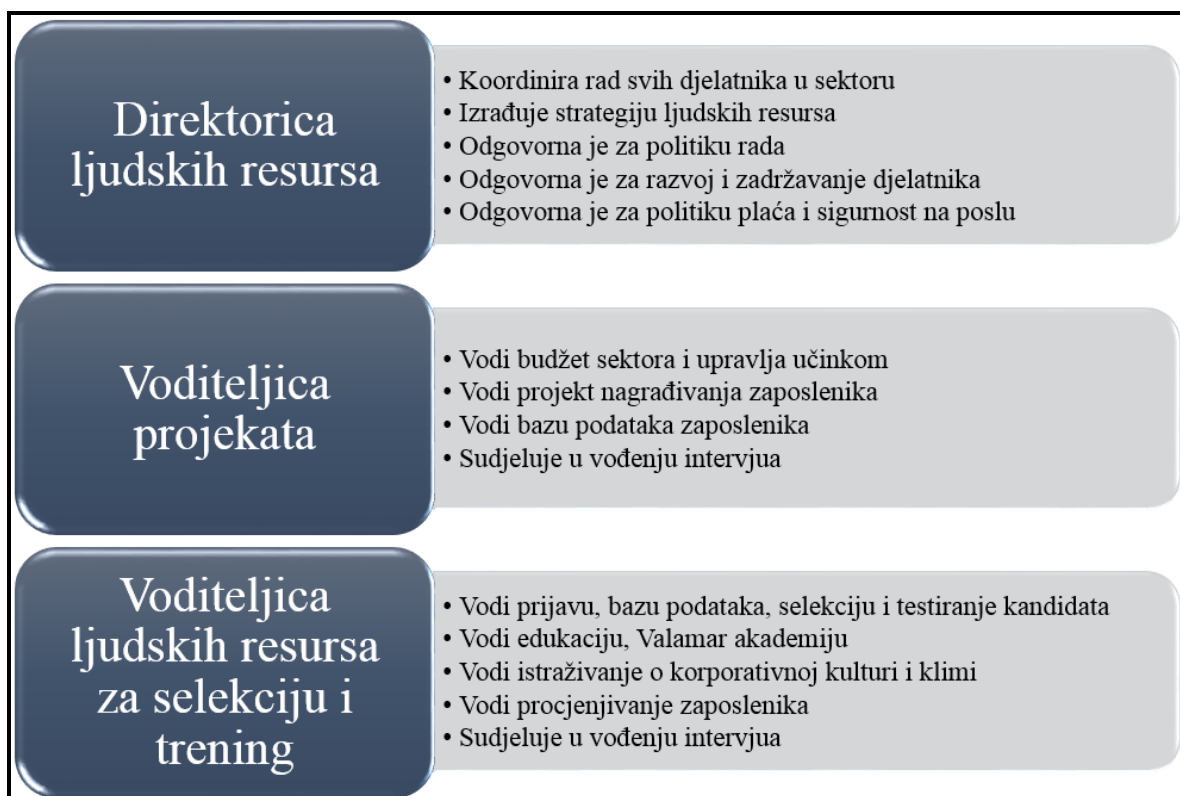 Direktorica
ljudskih resursa
• Koordinira rad svih djelatnika u sektoru
• Izrađuje strategiju ljudskih resursa
• Odgovorna je za politiku rada
• Odgovorna je za razvoj i zadržavanje djelatnika
• Odgovorna je za politiku plaća i sigurnost na poslu
Voditeljica
projekata
• Vodi budžet sektora i upravlja učinkom
• Vodi projekt nagrađivanja zaposlenika
• Vodi bazu podataka zaposlenika
• Sudjeluje u vođenju intervjua
Voditeljica
ljudskih resursa
za selekciju i
trening
• Vodi prijavu, bazu podataka, selekciju i testiranje kandidata
• Vodi edukaciju, Valamar akademiju
• Vodi istraživanje o korporativnoj kulturi i klimi
• Vodi procjenjivanje zaposlenika
• Sudjeluje u vođenju intervjua